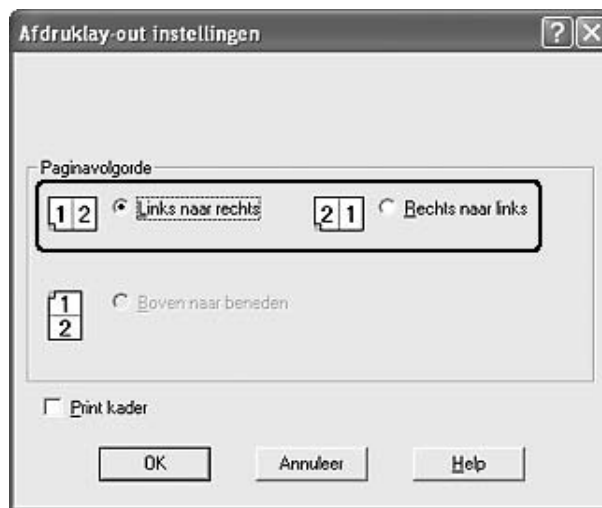 Afdruklay-out instellingen
Paginavolgorde
1 2 Links naar rechts 2 1 Rechts naar links
1 Boven naar beneden
2
Print kader
OK Annuleer Help